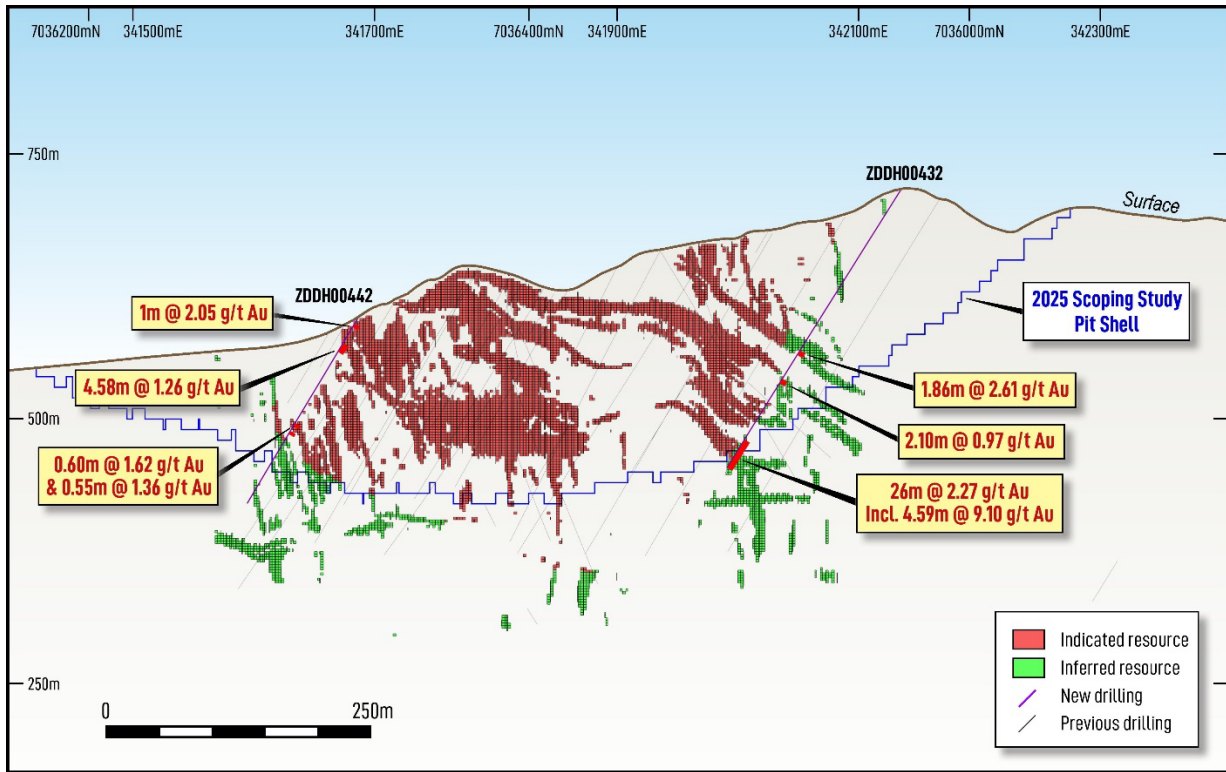 7036200mN 341500mE 341700mE 7036400mN 341900mE 342100mE 7036000mN 342300mE
750m
ZDDH00432
Surface
ZDDH00442
1m @ 2.05 g/t Au
2025 Scoping Study
Pit Shell
4.58m @ 1.26 g/t Au
1.86m @ 2.61 g/t Au
500m
2.10m @ 0.97 g/t Au
0.60m @ 1.62 g/t Au
& 0.55m @ 1.36 g/t Au
26m @ 2.27 g/t Au
Incl. 4.59m @ 9.10 g/t Au
Indicated resource
Inferred resource
New drilling
Previous drilling
250m
0 250m